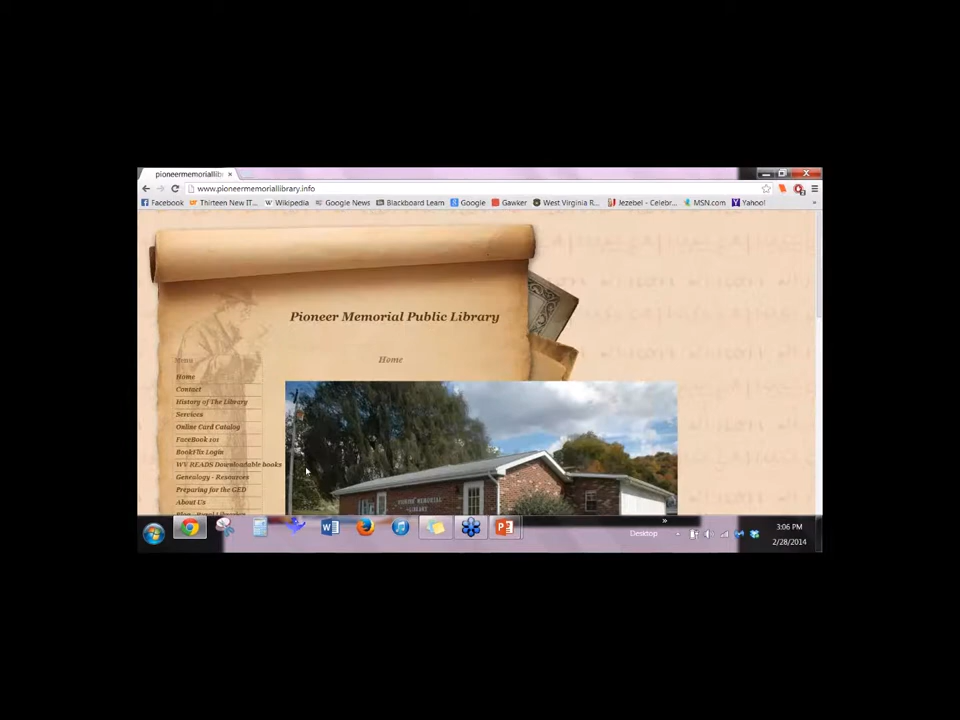 pioneermemoriallib
www.pioneermemoriallibrary.info
Facebook
Thirteen New IT...
Wikipedia
Google News
Blackboard Learn
Google
Gawker
West Virginia R...
Jezebel - Celebr...
MSN.com
Yahoo!
Pioneer Memorial Public Library
Menu
Home
Home
Contact
History of The Library
Services
Online Card Catalog
FaceBook 101
BookFlix Login
WV READS Downloadable books
Genealogy - Resources
Preparing for the GED
About Us
MEMORIAL
LIBRARY
Desktop
3:06 PM
2/28/2014